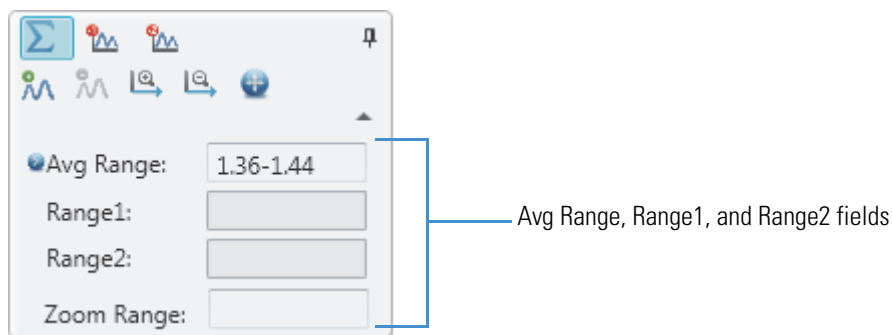 Avg Range: 1.36-1.44
Range1:
Avg Range, Range1, and Range2 fields
Range2:
Zoom Range: